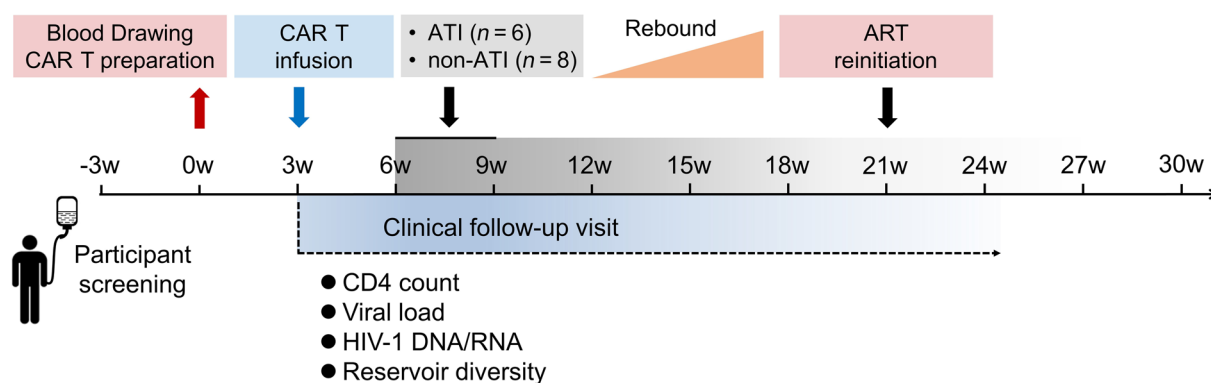 Blood Drawing
CAR T preparation
CAR T
infusion
• ATI (n = 6)
• non-ATI (n = 8)
Rebound
ART
reinitiation
-3w 0w 3w 6w 9w 12w 15w 18w 21w 24w 27w 30w
Participant
screening
Clinical follow-up visit
● CD4 count
● Viral load
● HIV-1 DNA/RNA
● Reservoir diversity